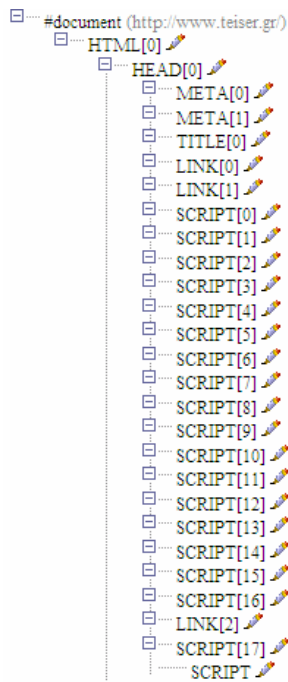 #document (http://www.teiser.gr/)
HTML[0]
HEAD[0]
META[0]
META[1]
TITLE[0]
LINK[0]
LINK[1]
SCRIPT[0]
SCRIPT[1]
SCRIPT[2]
SCRIPT[3]
SCRIPT[4]
SCRIPT[5]
SCRIPT[6]
SCRIPT[7]
SCRIPT[8]
SCRIPT[9]
SCRIPT[10]
SCRIPT[11]
SCRIPT[12]
SCRIPT[13]
SCRIPT[14]
SCRIPT[15]
SCRIPT[16]
LINK[2]
SCRIPT[17]
SCRIPT